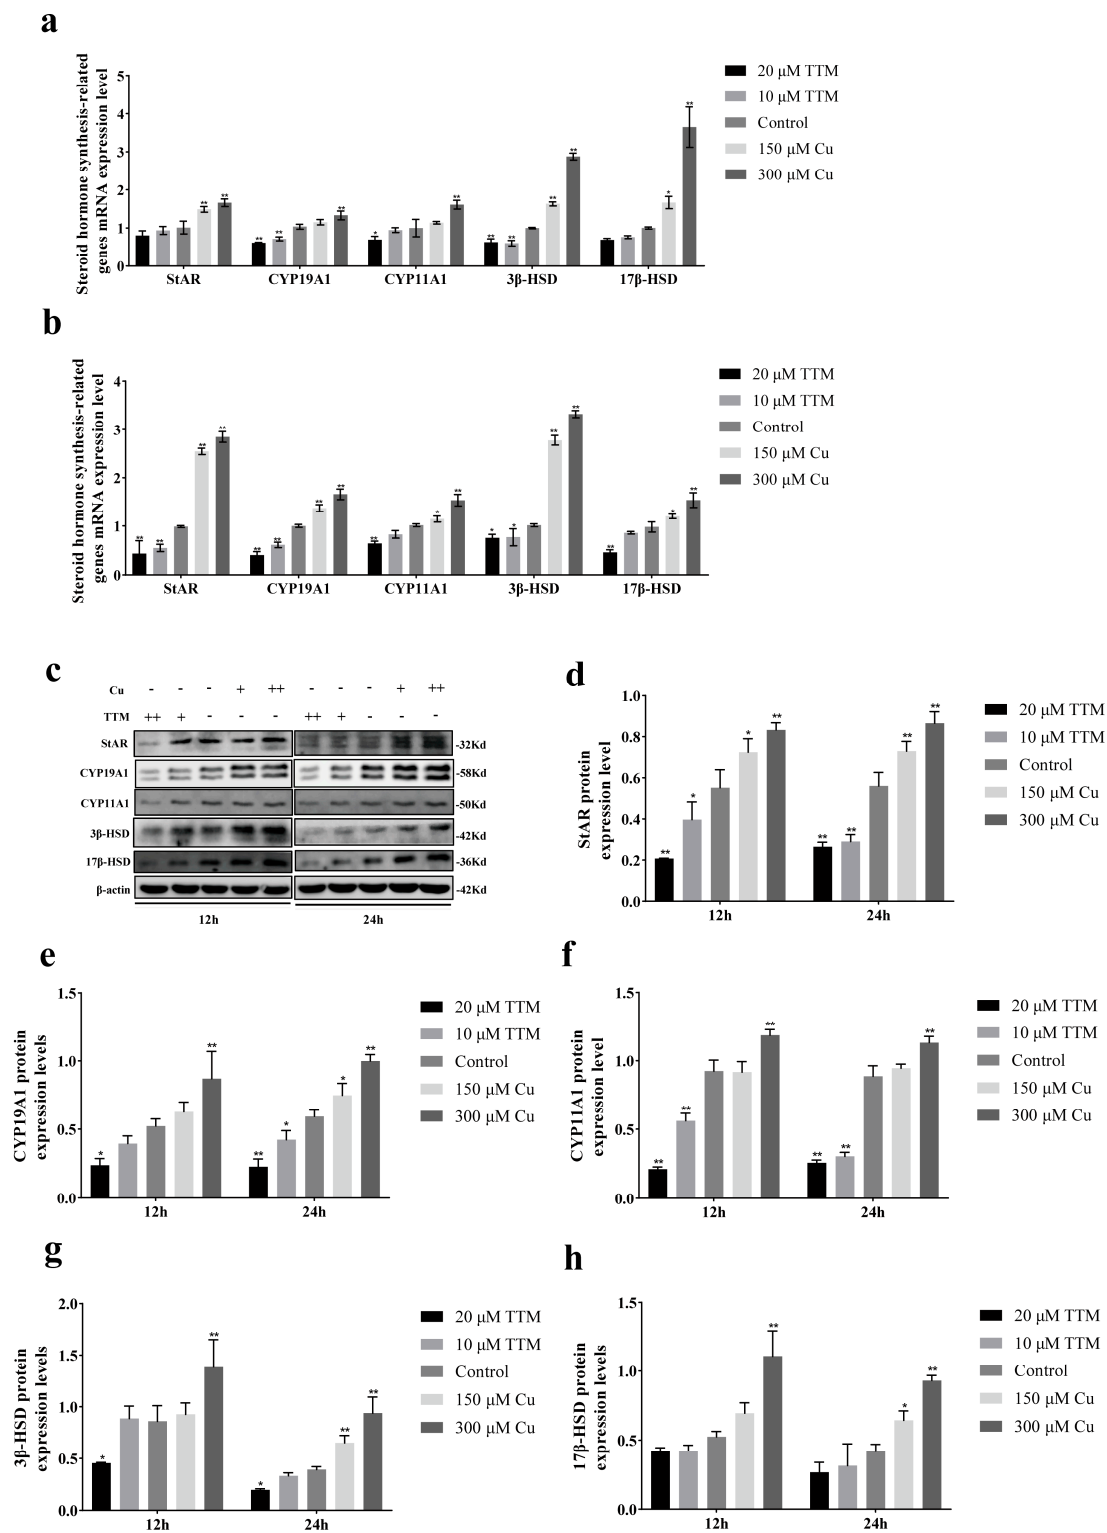 a
Steroid hormone synthesis-related
genes mRNA expression level
5
4
3
2
1
0
** **
** ** **
* **
** ** ** **
* **
StAR CYP19A1 CYP11A1 3β-HSD 17β-HSD
20 μM TTM
10 μM TTM
Control
150 μM Cu
300 μM Cu
b
Steroid hormone synthesis-related
genes mRNA expression level
4
3
2
1
0
** ** ** **
** ** ** **
** * **
* * ** **
** * **
StAR CYP19A1 CYP11A1 3β-HSD 17β-HSD
20 μM TTM
10 μM TTM
Control
150 μM Cu
300 μM Cu
c
Cu - - - + ++ - - - + ++
TTM ++ + - - - ++ + - - -
StAR -32Kd
CYP19A1 -58Kd
CYP11A1 -50Kd
3β-HSD -42Kd
17β-HSD -36Kd
β-actin -42Kd
12h 24h
d
StAR protein
expression level
1.0
0.8
0.6
0.4
0.2
0.0
** * * **
** ** ** **
12h 24h
20 μM TTM
10 μM TTM
Control
150 μM Cu
300 μM Cu
e
CYP19A1 protein
expression levels
1.5
1.0
0.5
0.0
* **
** * * **
12h 24h
20 μM TTM
10 μM TTM
Control
150 μM Cu
300 μM Cu
f
CYP11A1 protein
expression level
1.5
1.0
0.5
0.0
** ** **
** ** **
12h 24h
20 μM TTM
10 μM TTM
Control
150 μM Cu
300 μM Cu
g
3β-HSD protein
expression levels
2.0
1.5
1.0
0.5
0.0
* **
* ** **
12h 24h
20 μM TTM
10 μM TTM
Control
150 μM Cu
300 μM Cu
h
17β-HSD protein
expression levels
1.5
1.0
0.5
0.0
**
* **
12h 24h
20 μM TTM
10 μM TTM
Control
150 μM Cu
300 μM Cu